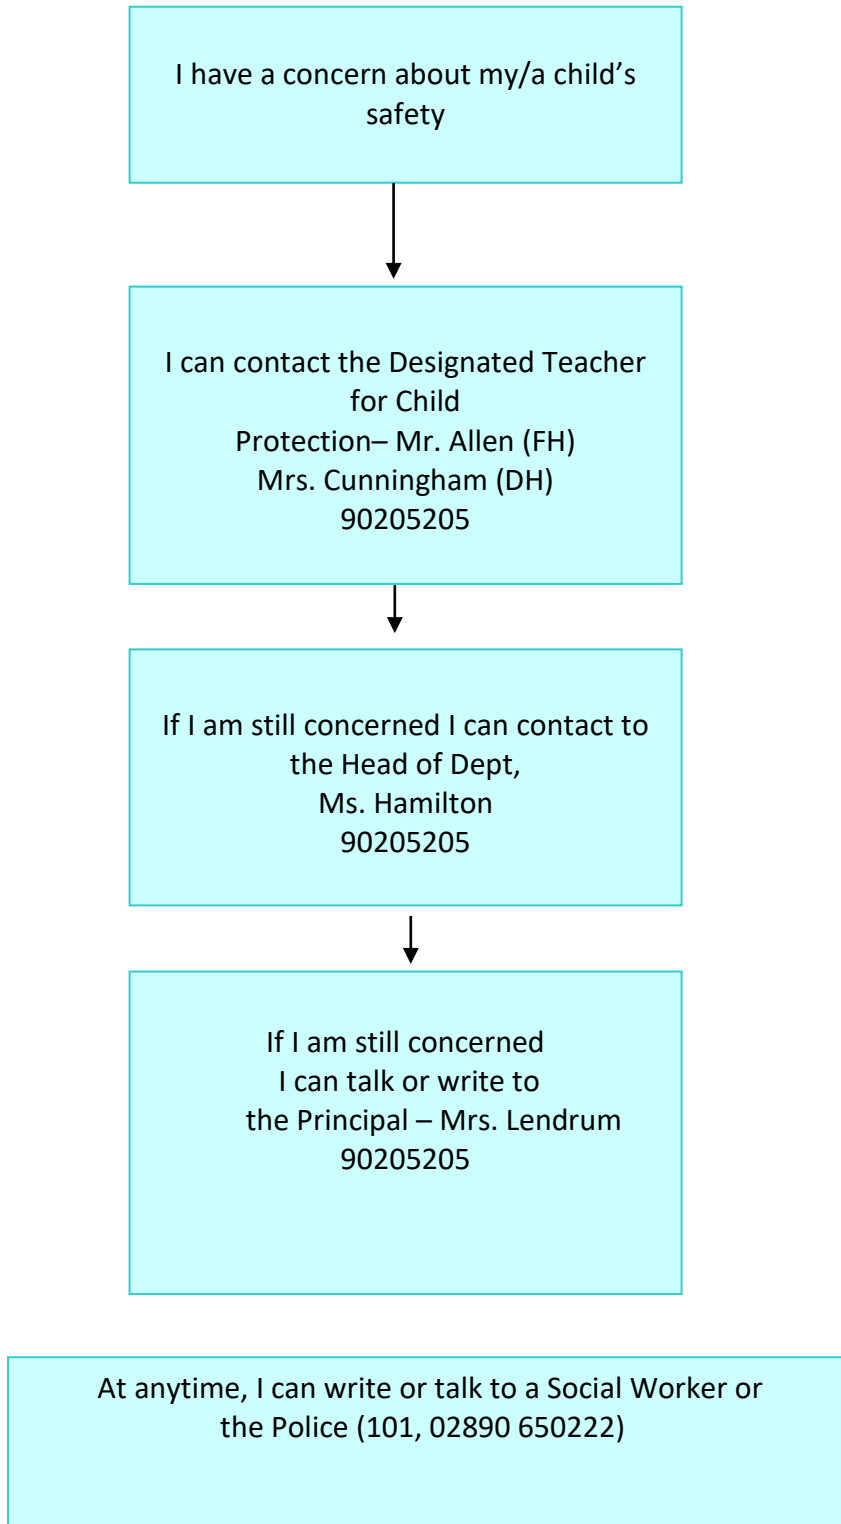 I have a concern about my/a child’s
safety
I can contact the Designated Teacher
for Child
Protection– Mr. Allen (FH)
Mrs. Cunningham (DH)
90205205
If I am still concerned I can contact to
the Head of Dept,
Ms. Hamilton
90205205
If I am still concerned
I can talk or write to
the Principal – Mrs. Lendrum
90205205
At anytime, I can write or talk to a Social Worker or
the Police (101, 02890 650222)